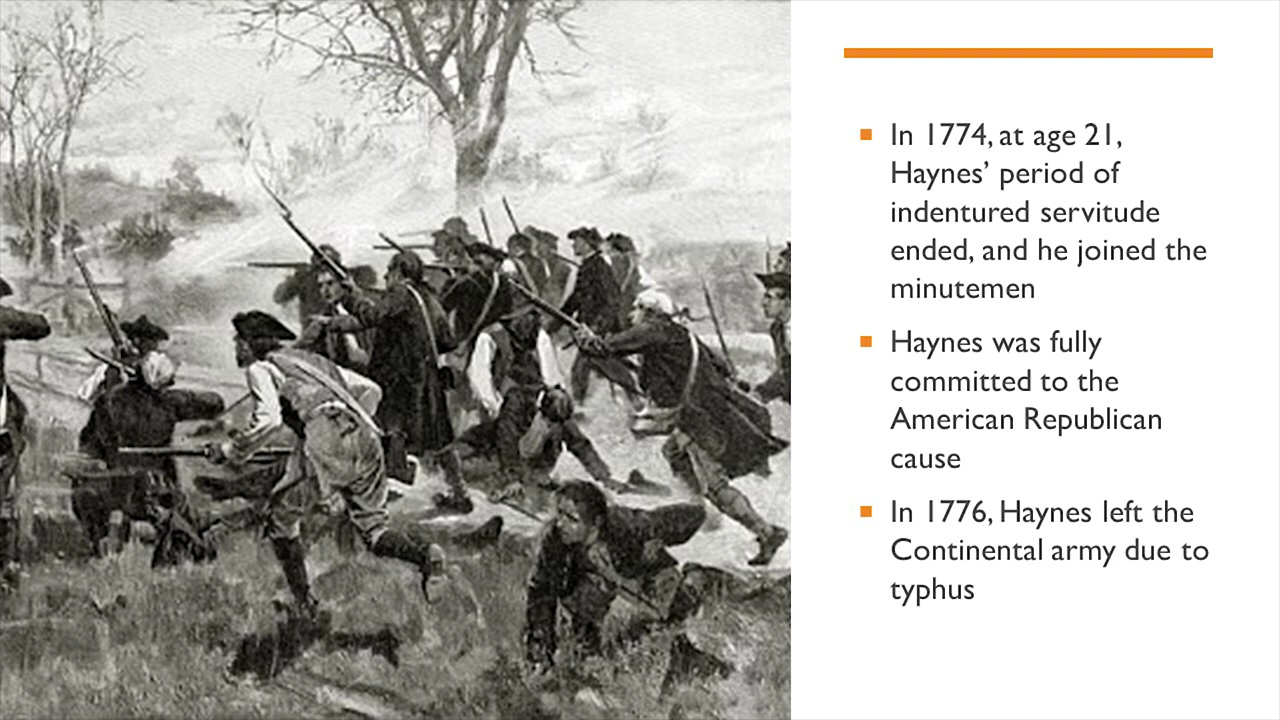 In 1774, at age 21,
Haynes’ period of
indentured servitude
ended, and he joined the
minutemen
Haynes was fully
committed to the
American Republican
cause
In 1776, Haynes left the
Continental army due to
typhus